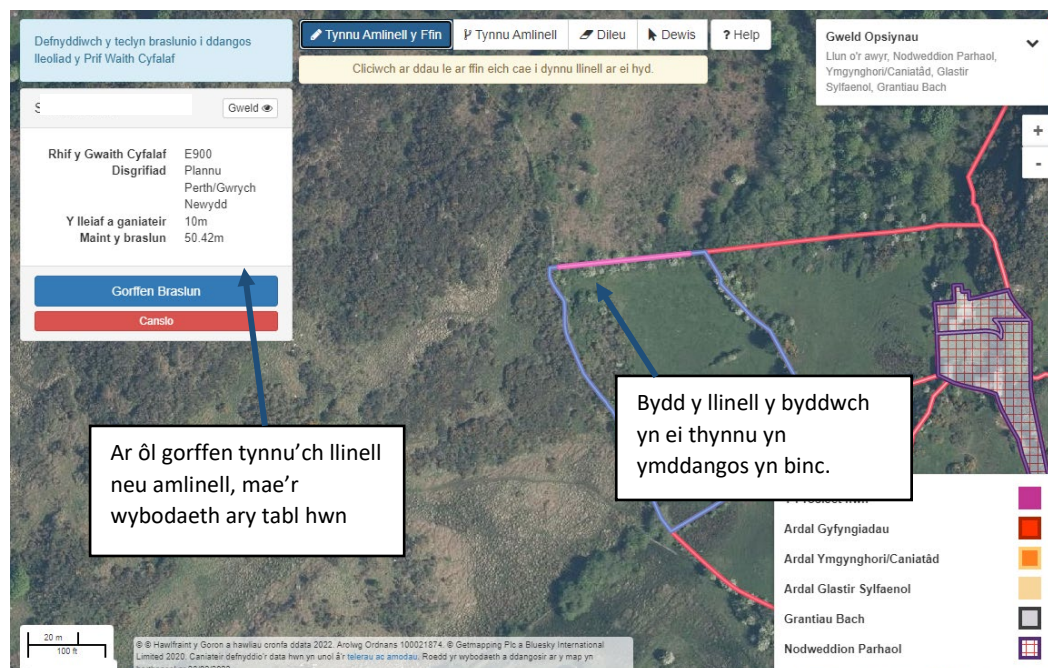 Defnyddiwch y teclyn braslunio i ddangos
lleoliad y Prif Waith Cyfalaf
Tynnu Amlinell y Ffin
Tynnu Amlinell
Dileu
Dewis
? Help
Cliciwch ar ddau le ar ffin eich cae i dynnu llinell ar ei hyd.
Gweld Opsiynau
Llun o'r awyr, Nodweddion Parhaol,
Ymgynghori/Caniatâd, Glastir
Sylfaenol, Grantiau Bach
+
-
S
Gweld
Rhif y Gwaith Cyfalaf E900
Disgrifiad Plannu
Perth/Gwrych
Newydd
Y lleiaf a ganiateir 10m
Maint y braslun 50.42m
Gorffen Braslun
Canslo
Ar ôl gorffen tynnu'ch llinell
neu amlinell, mae'r
wybodaeth ary tabl hwn
Bydd y llinell y byddwch
yn ei thynnu yn
ymddangos yn binc.
Ardal Gyfyngiadau
Ardal Ymgynghori/Caniatâd
Ardal Glastir Sylfaenol
Grantiau Bach
Nodweddion Parhaol
20 m
100 ft
© © Hawlfraint y Goron a hawliau cronfa ddata 2022. Arolwg Ordnans 100021874. © Getmapping Plc a Bluesky International
Limited 2020. Caniateir defnyddio'r data hwn yn unol â'r telerau ac amodau. Roedd yr wybodaeth a ddangosir ar y map yn